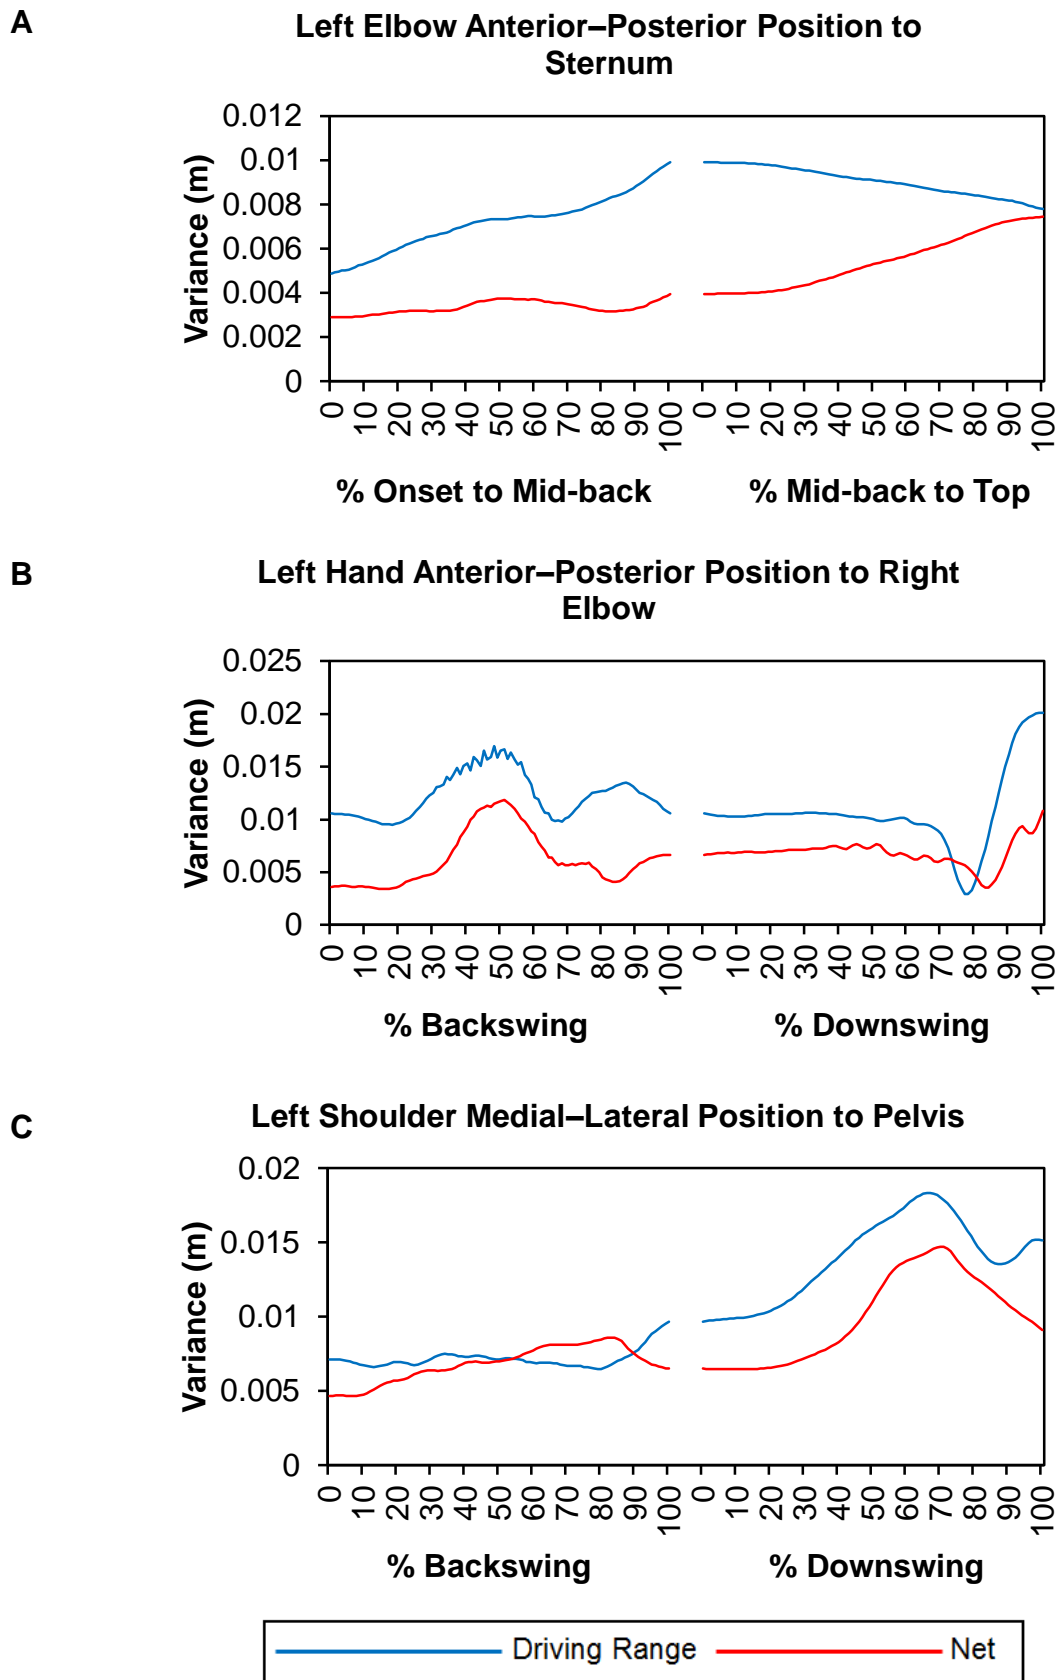 A
Left Elbow Anterior–Posterior Position to
Sternum
Variance (m)
0.012
0.01
0.008
0.006
0.004
0.002
0
0 10 20 30 40 50 60 70 80 90 100 0 10 20 30 40 50 60 70 80 90 100
% Onset to Mid-back % Mid-back to Top
B
Left Hand Anterior–Posterior Position to Right
Elbow
Variance (m)
0.025
0.02
0.015
0.01
0.005
0
0 10 20 30 40 50 60 70 80 90 100 0 10 20 30 40 50 60 70 80 90 100
% Backswing % Downswing
C
Left Shoulder Medial–Lateral Position to Pelvis
Variance (m)
0.02
0.015
0.01
0.005
0
0 10 20 30 40 50 60 70 80 90 100 0 10 20 30 40 50 60 70 80 90 100
% Backswing % Downswing
Driving Range Net